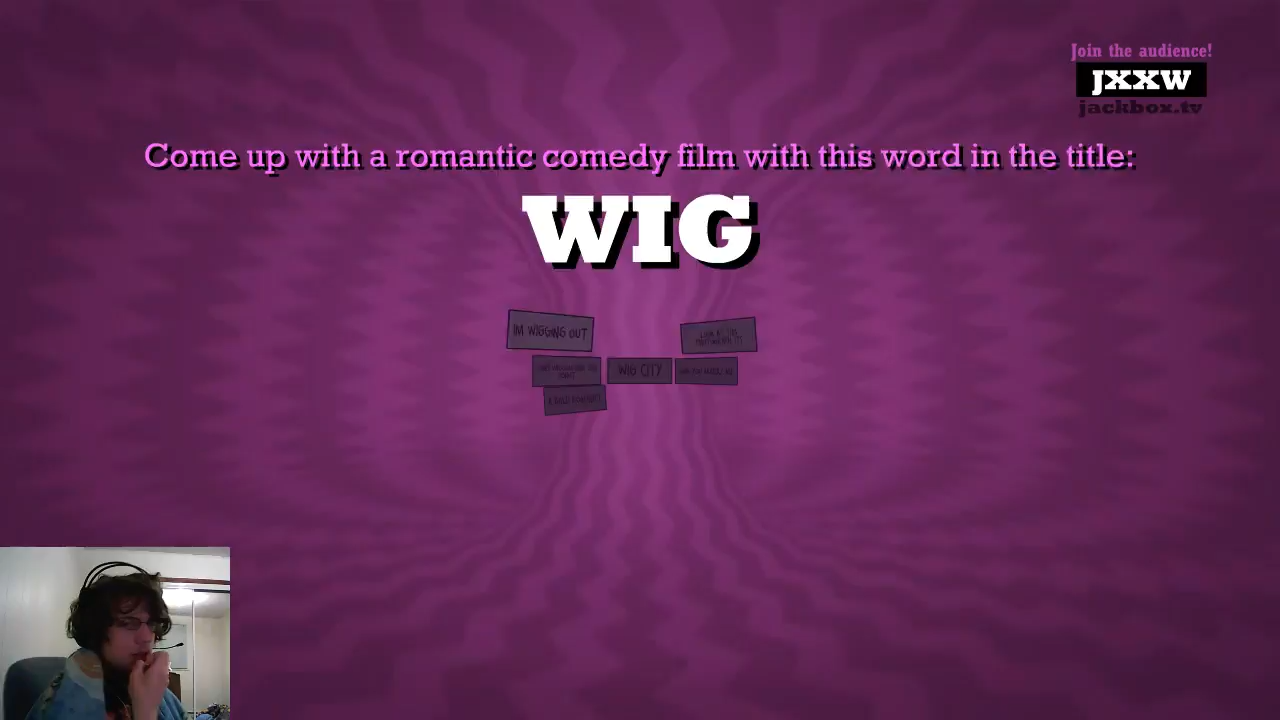 Join the audience!
JXXW
jackbox.tv
Come up with a romantic comedy film with this word in the title:
WIG
IM WIGGING OUT
WIG CITY